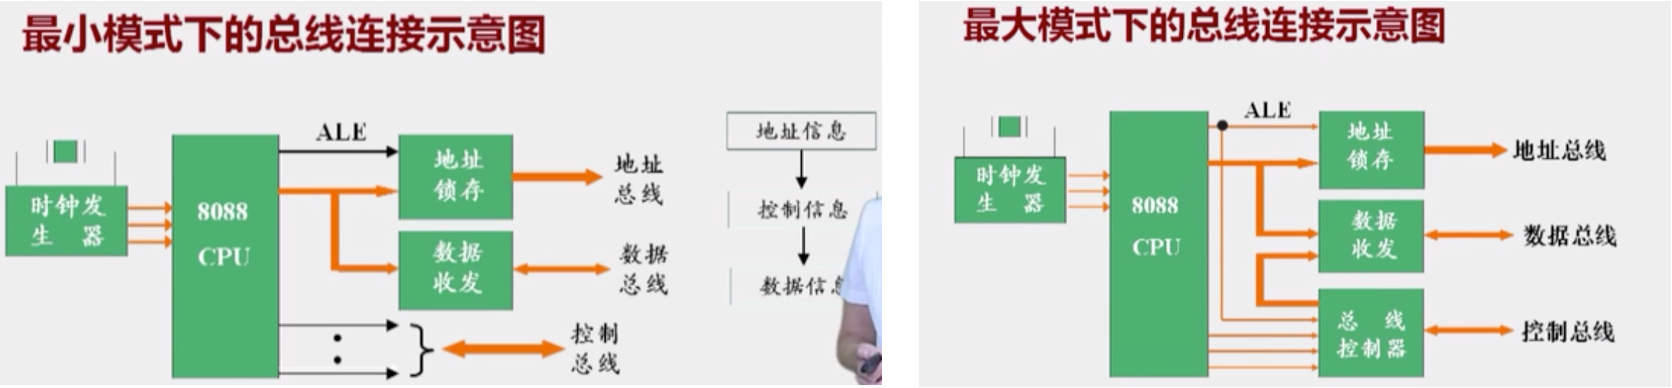 最小模式下的总线连接示意图
ALE
时钟发
生 器
8088
CPU
地址
锁存
数据
收发
地址
总线
数据
总线
控制
总线
地址信息
控制信息
数据信息
最大模式下的总线连接示意图
ALE
时钟发
生 器
8088
CPU
地址
锁存
数据
收发
总 线
控制器
地址总线
数据总线
控制总线